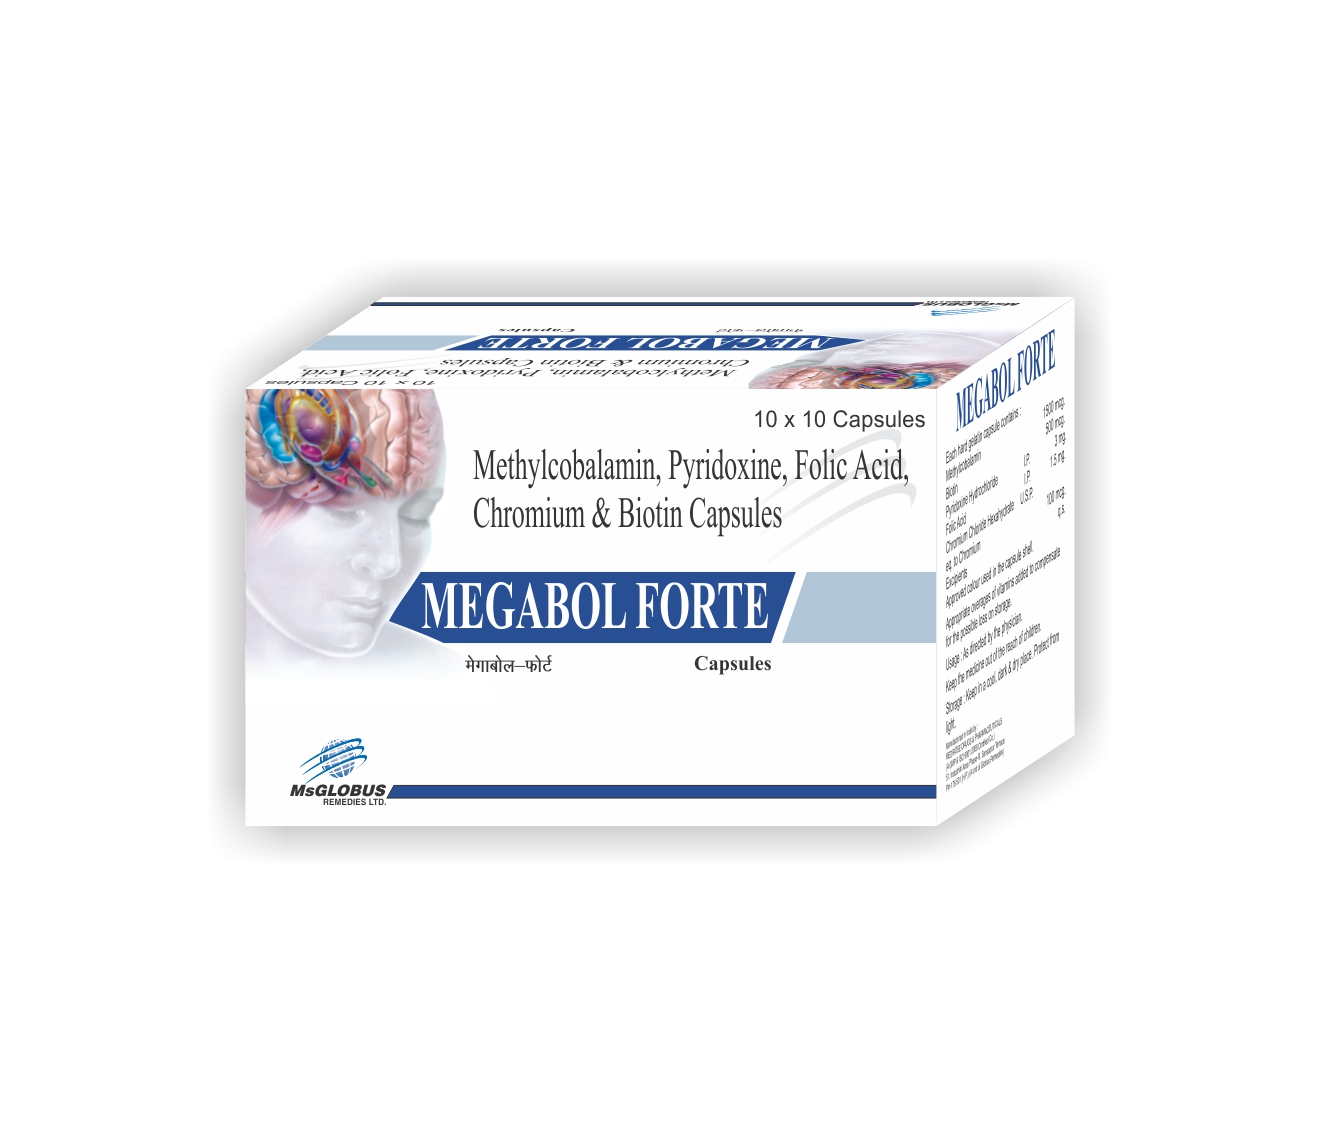 10 x 10 Capsules
Methylcobalamin, Pyridoxine, Folic Acid,
Chromium & Biotin Capsules
MEGABOL FORTE
मेगाबोल–फोर्ट
Capsules
MsGLOBUS
REMEDIES LTD.
MEGABOL FORTE
Each hard gelatin capsule contains :
Methylcobalamin 1500 mcg.
Biotin 500 mcg.
Pyridoxine Hydrochloride I.P. 3 mg.
Folic Acid I.P. 1.5 mg.
Chromium Chloride Hexahydrate U.S.P.
eq. to Chromium 100 mcg.
Excipients q.s.
Approved colour used in the capsule shell.
Appropriate overages of vitamins added to compensate
for the possible loss on storage.
Usage : As directed by the physician.
Keep the medicine out of the reach of children.
Storage : Keep in a cool, dark & dry place. Protect from
light.
MsGLOBUS
Capsules
मेगाबोल–फोर्ट
MEGABOL FORTE
Methylcobalamin, Pyridoxine, Folic Acid,
Chromium & Biotin Capsules
10 x 10 Capsules